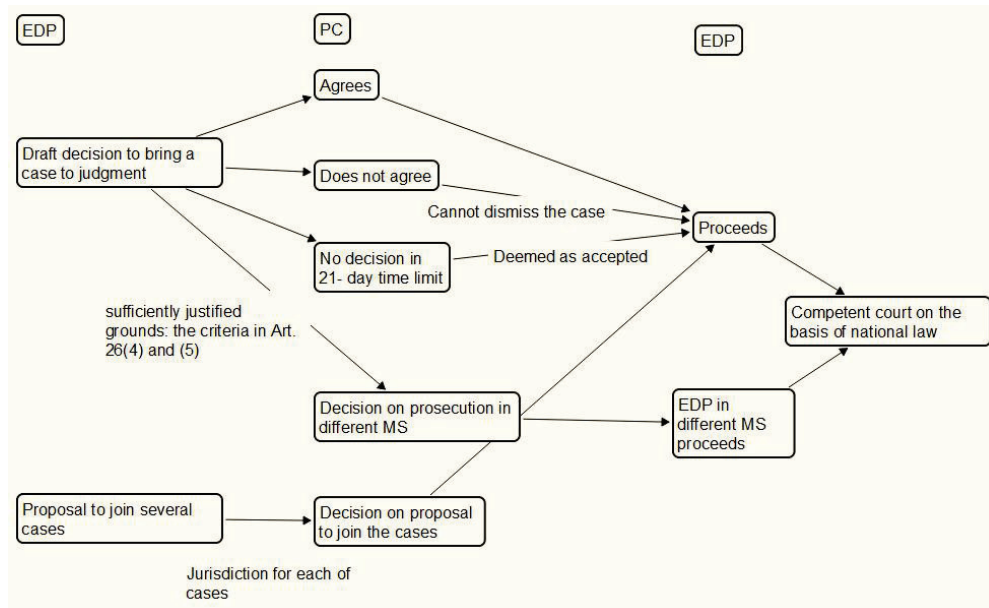 EDP
PC
EDP
Agrees
Draft decision to bring a
case to judgment
Does not agree
Cannot dismiss the case
Proceeds
No decision in
21- day time limit
Deemed as accepted
sufficiently justified
grounds: the criteria in Art.
26(4) and (5)
Competent court on the
basis of national law
Decision on prosecution in
different MS
EDP in
different MS
proceeds
Proposal to join several
cases
Decision on proposal
to join the cases
Jurisdiction for each of
cases